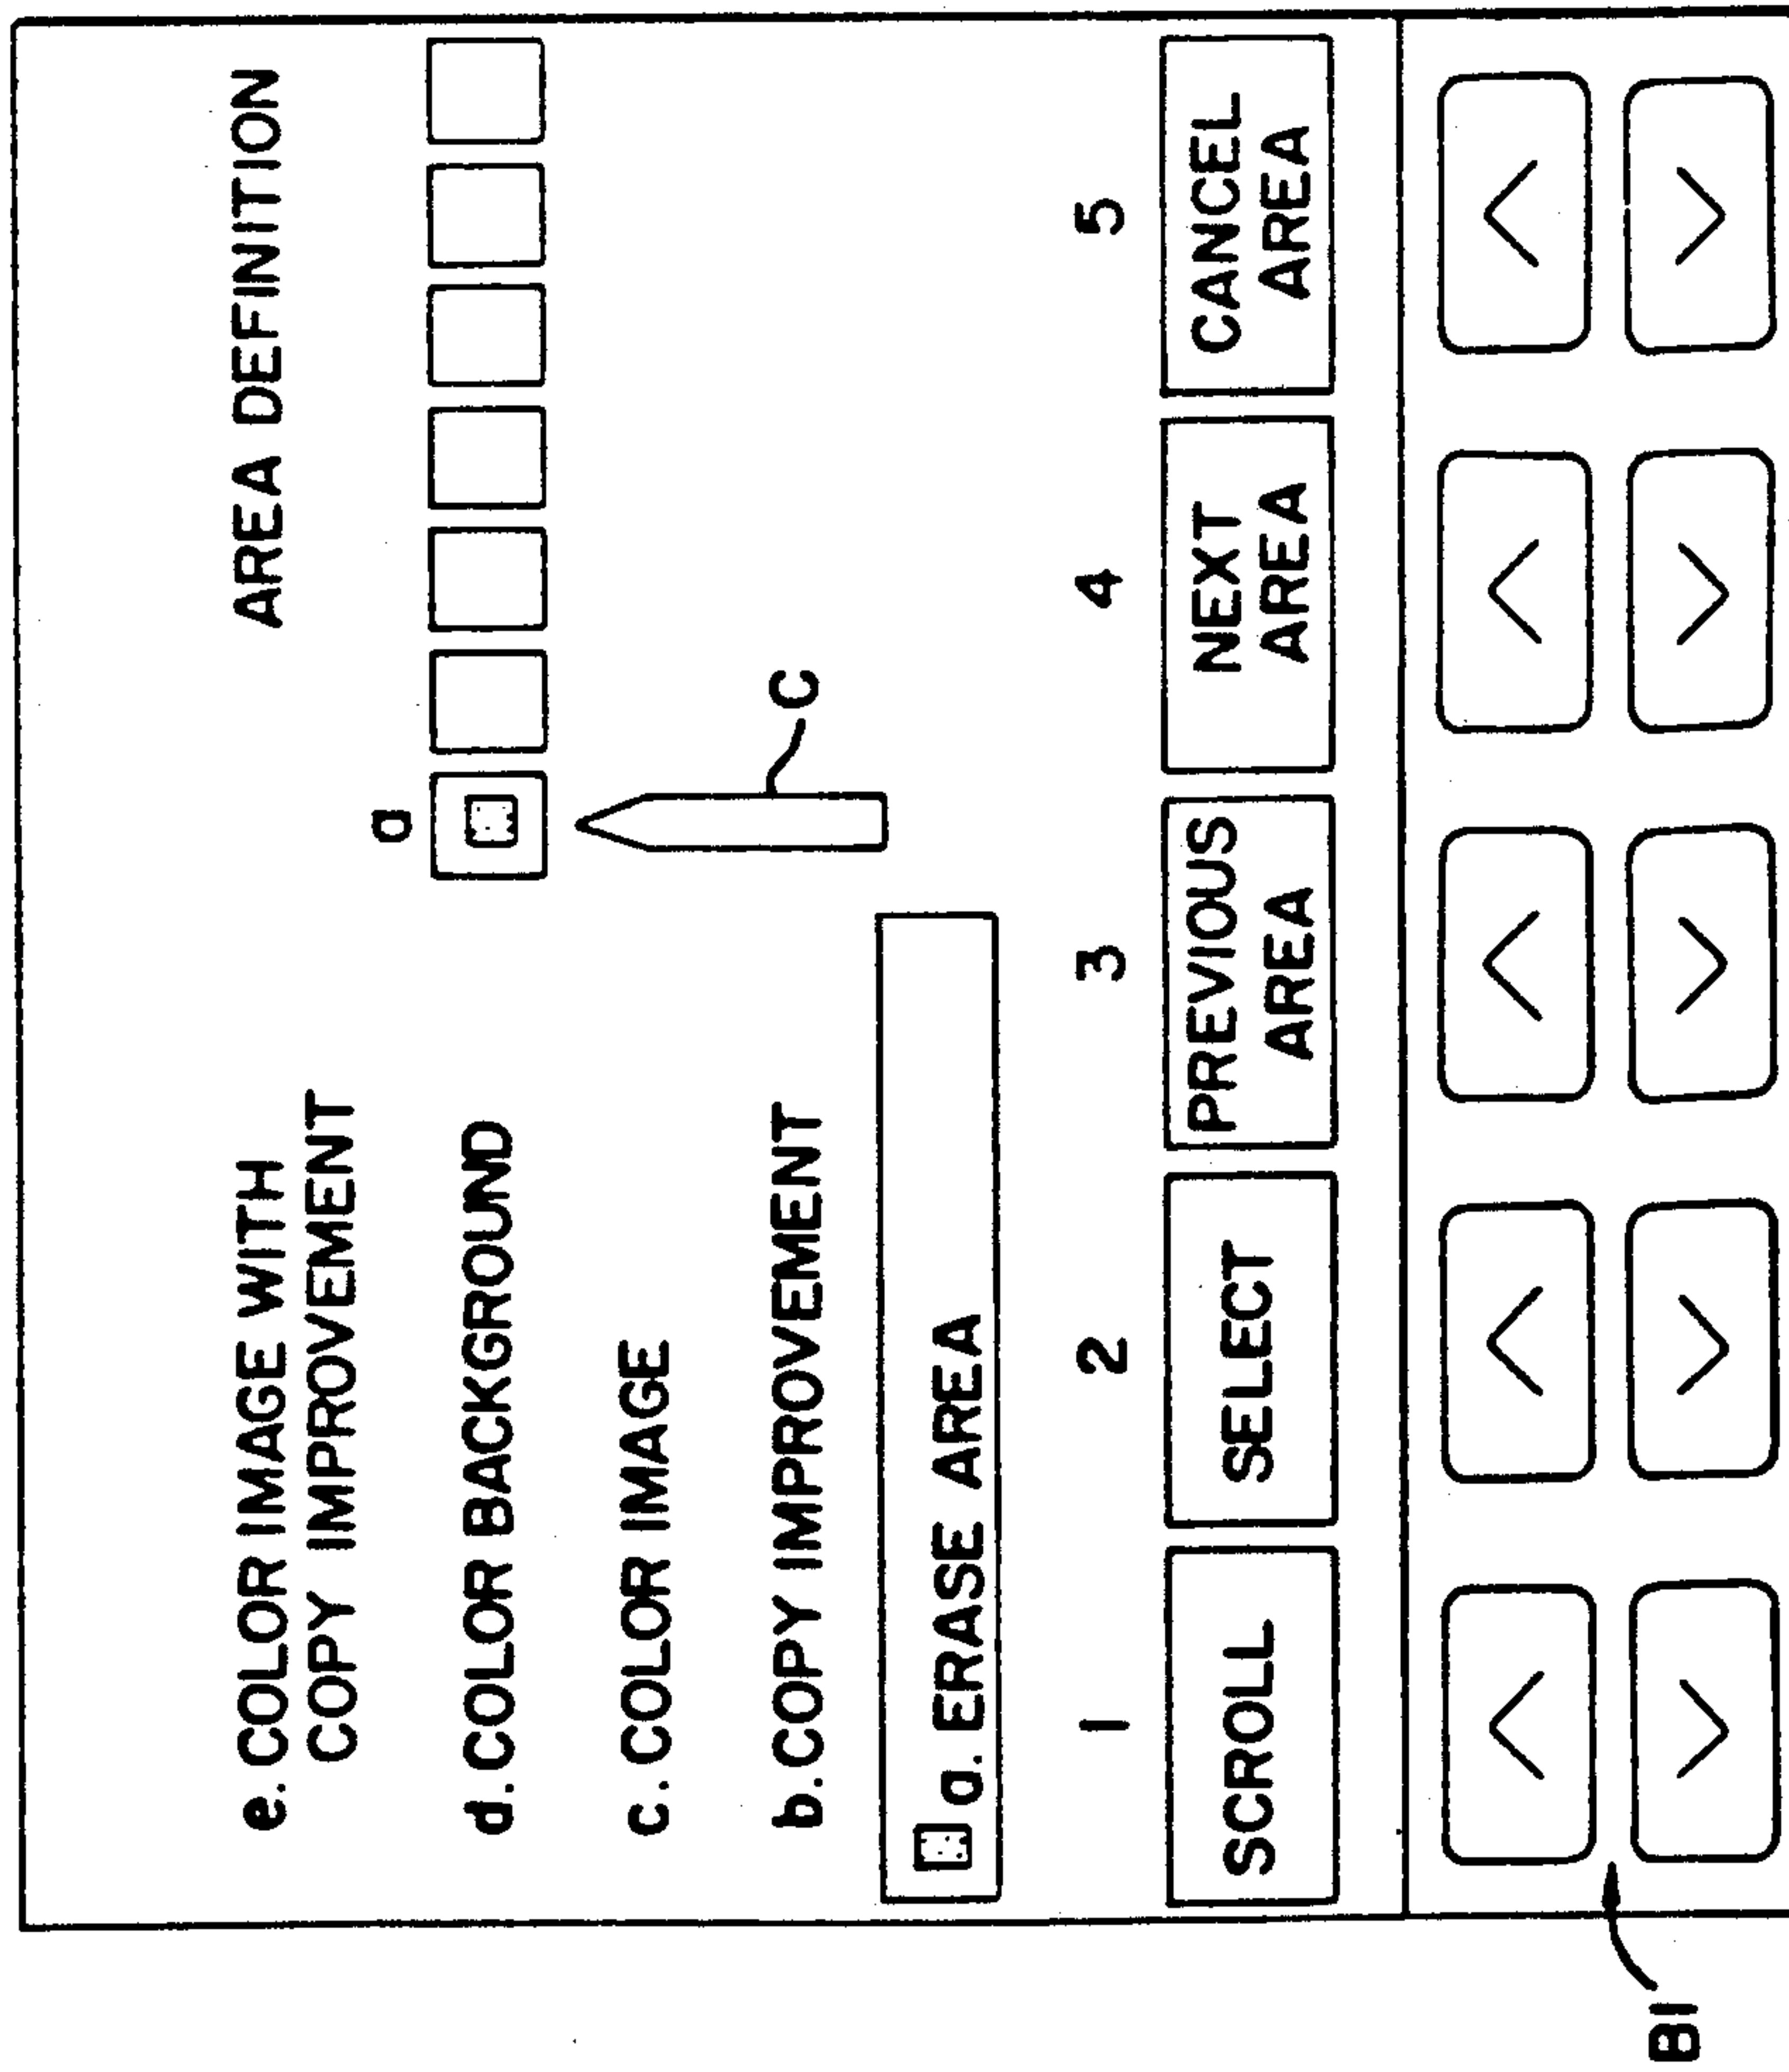 e. COLOR IMAGE WITH
COPY IMPROVEMENT
d. COLOR BACKGROUND
c. COLOR IMAGE
b. COPY IMPROVEMENT
a. ERASE AREA
AREA DEFINITION
a
C
1
2
3
4
5
SCROLL
SELECT
PREVIOUS
AREA
NEXT
AREA
CANCEL
AREA
B1